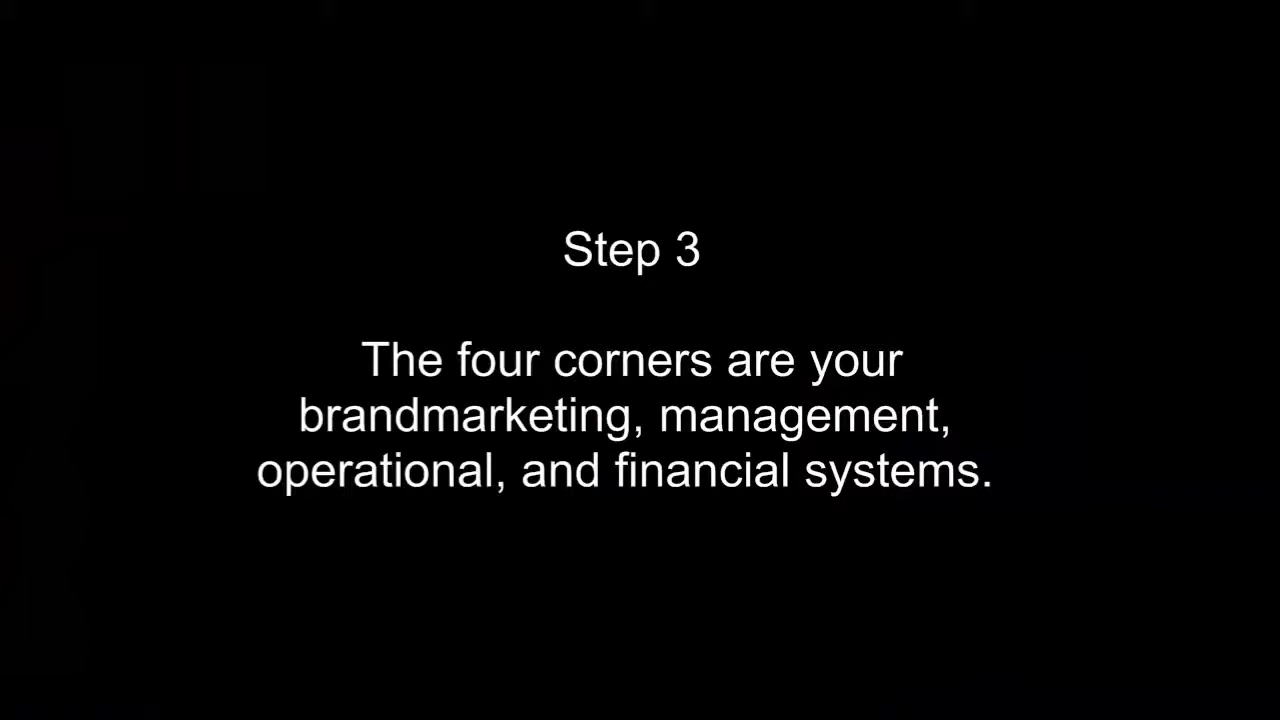 Step 3
The four corners are your
brandmarketing, management,
operational, and financial systems.